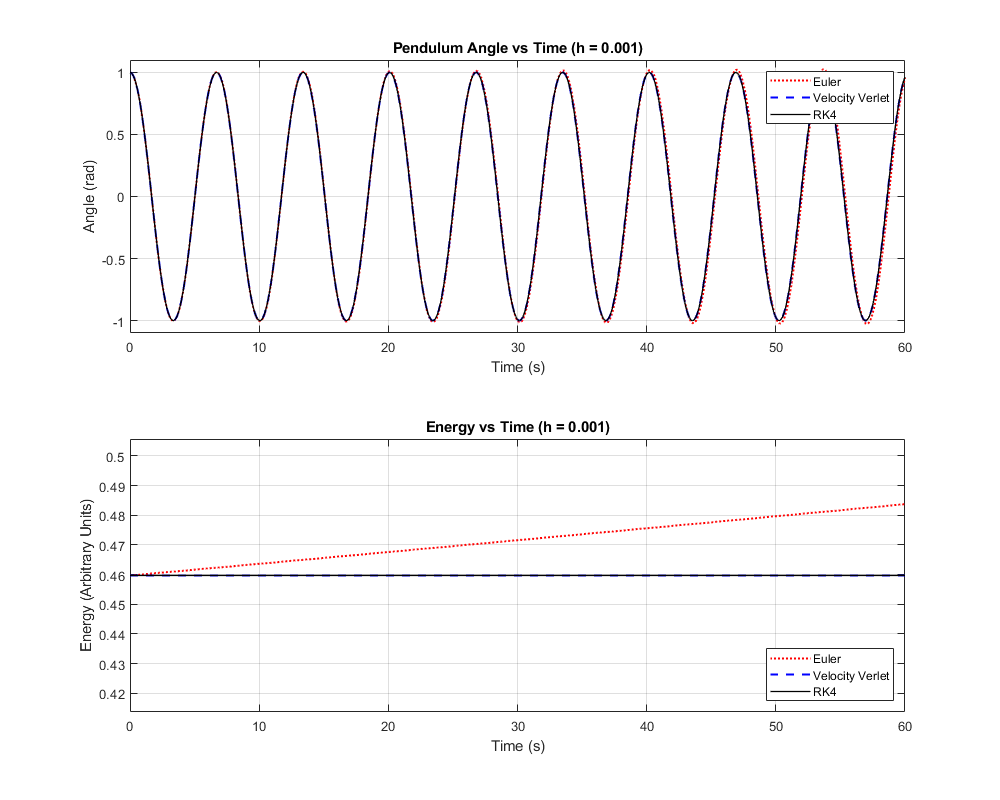 Pendulum Angle vs Time (h = 0.001)
1
0.5
0
-0.5
-1
Angle (rad)
Euler
Velocity Verlet
RK4
0 10 20 30 40 50 60
Time (s)
Energy vs Time (h = 0.001)
0.5
0.49
0.48
0.47
0.46
0.45
0.44
0.43
0.42
Energy (Arbitrary Units)
Euler
Velocity Verlet
RK4
0 10 20 30 40 50 60
Time (s)